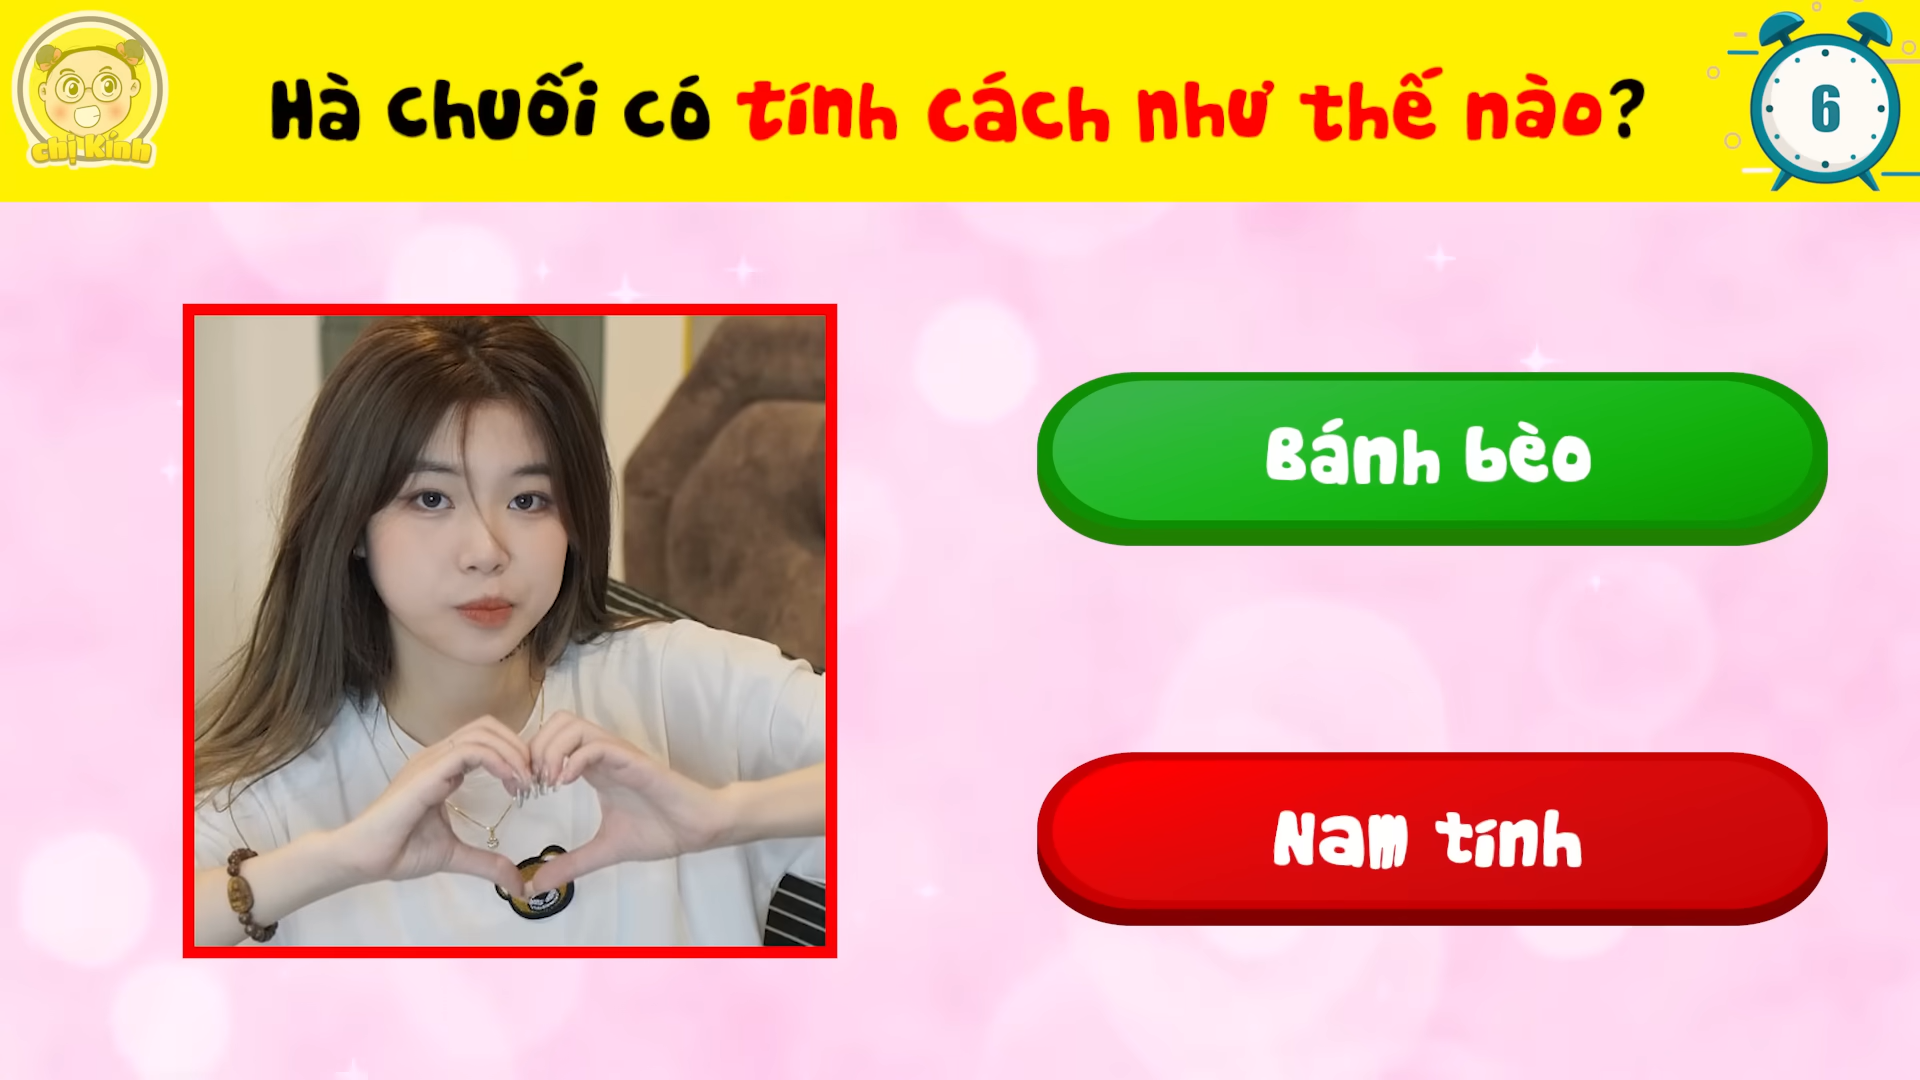 chị Kính
Hà chuối có tính cách như thế nào?
6
Bánh bèo
Nam tính